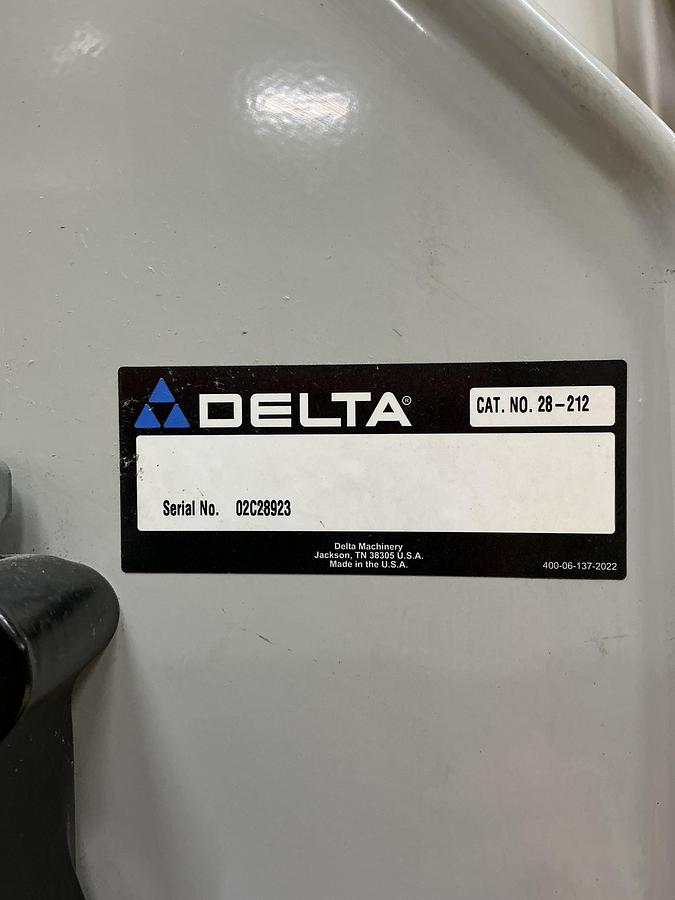 DELTA®
CAT. NO. 28-212
Serial No. 02C28923
Delta Machinery
Jackson, TN 38305 U.S.A.
Made in the U.S.A.
400-06-137-2022